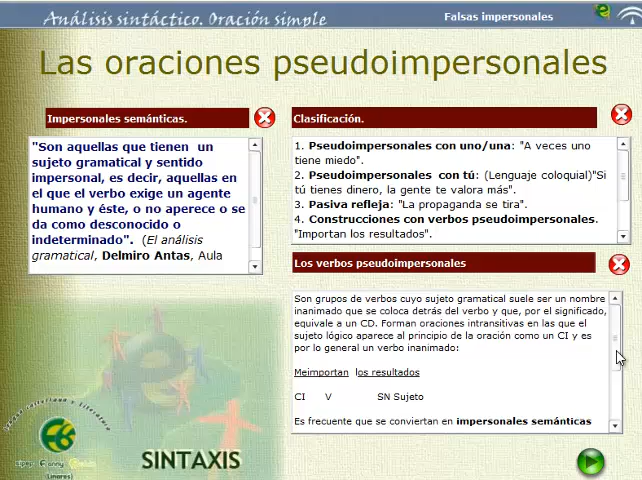 Análisis sintáctico. Oración simple
Falsas impersonales
Las oraciones pseudoimpersonales
Impersonales semánticas.
"Son aquellas que tienen un
sujeto gramatical y sentido
impersonal, es decir, aquellas en
el que el verbo exige un agente
humano y éste, o no aparece o se
da como desconocido o
indeterminado". (El análisis
gramatical, Delmiro Antas, Aula
Clasificación.
1. Pseudoimpersonales con uno/una: "A veces uno
tiene miedo".
2. Pseudoimpersonales con tú: (Lenguaje coloquial)"Si
tú tienes dinero, la gente te valora más".
3. Pasiva refleja: "La propaganda se tira".
4. Construcciones con verbos pseudoimpersonales.
"Importan los resultados".
Los verbos pseudoimpersonales
Son grupos de verbos cuyo sujeto gramatical suele ser un nombre
inanimado que se coloca detrás del verbo y que, por el significado,
equivale a un CD. Forman oraciones intransitivas en las que el
sujeto lógico aparece al principio de la oración como un CI y es
por lo general un verbo inanimado:
Meimportan los resultados
CI V SN Sujeto
Es frecuente que se conviertan en impersonales semánticas
SINTAXIS
(Linares)